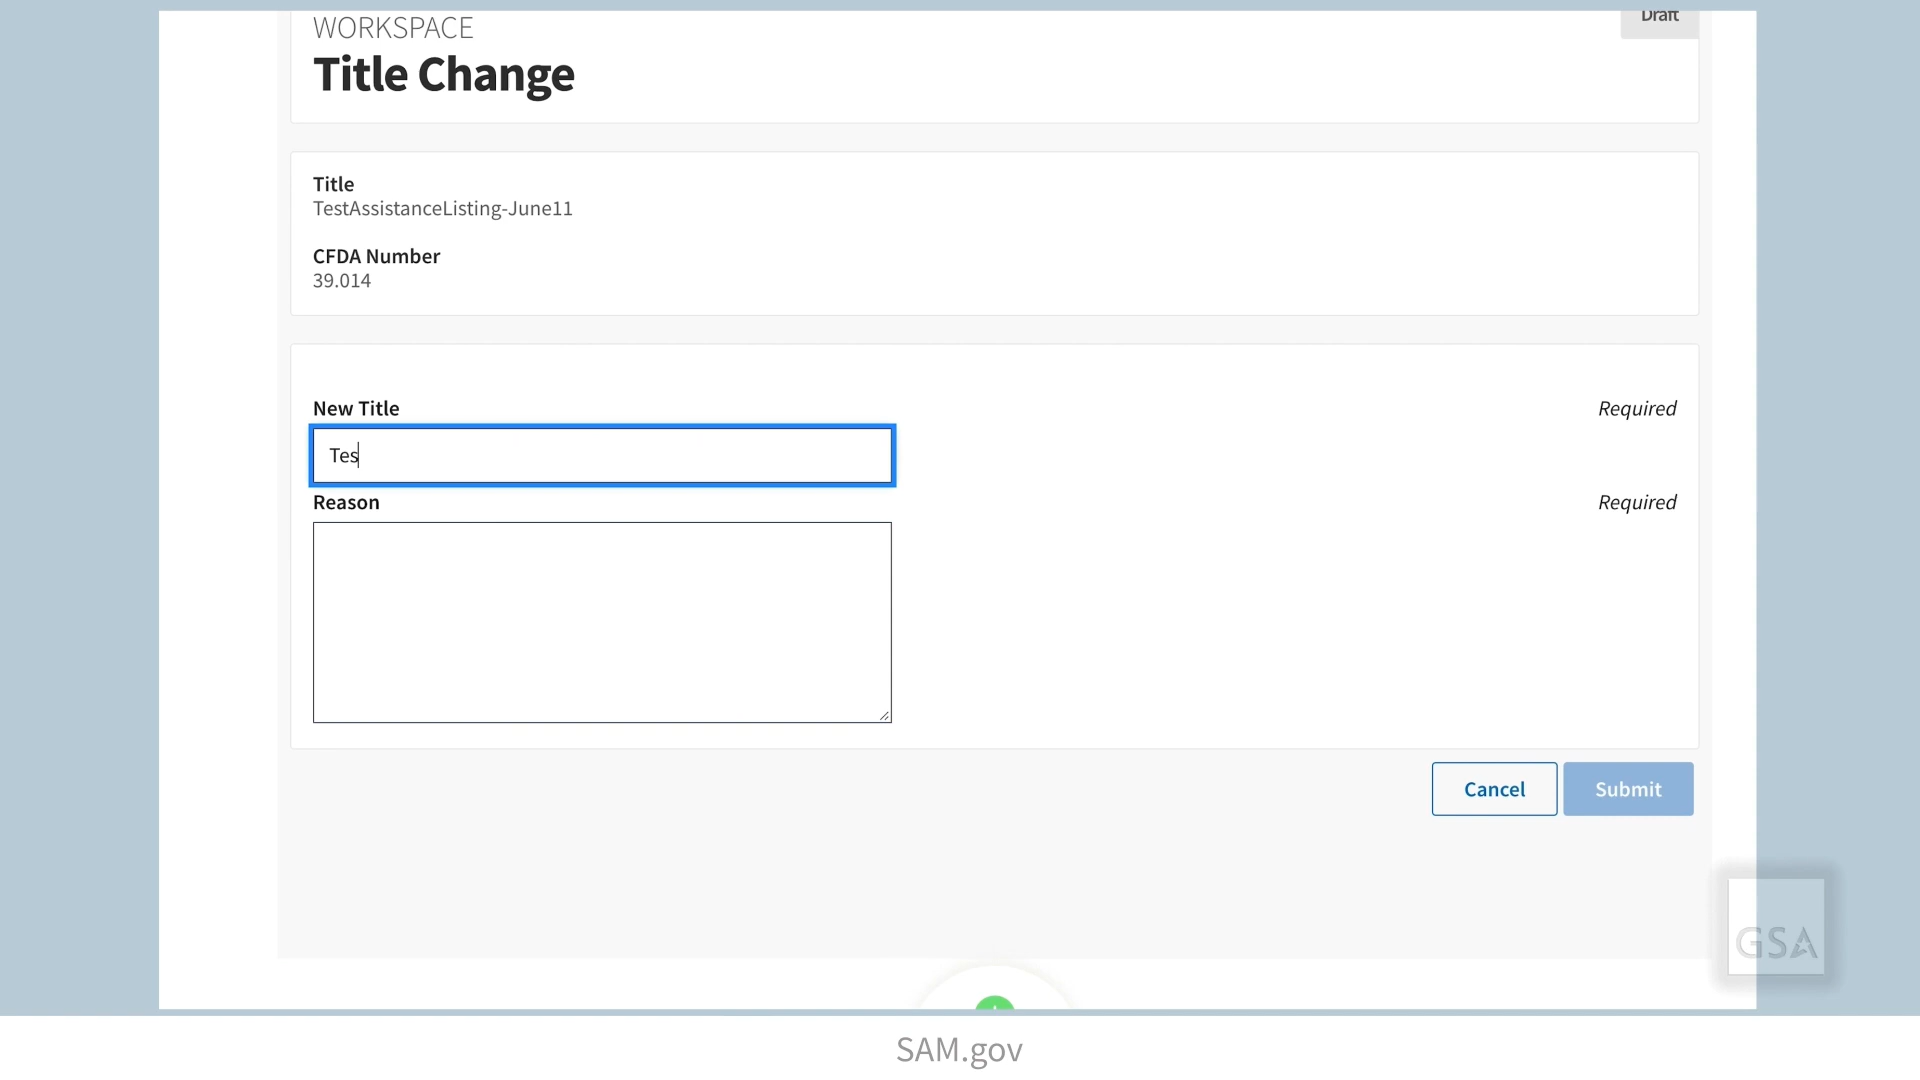 WORKSPACE
Draft
Title Change
Title
TestAssistanceListing-June11
CFDA Number
39.014
New Title
Required
Tes
Reason
Required
Cancel
Submit
GSA
SAM.gov